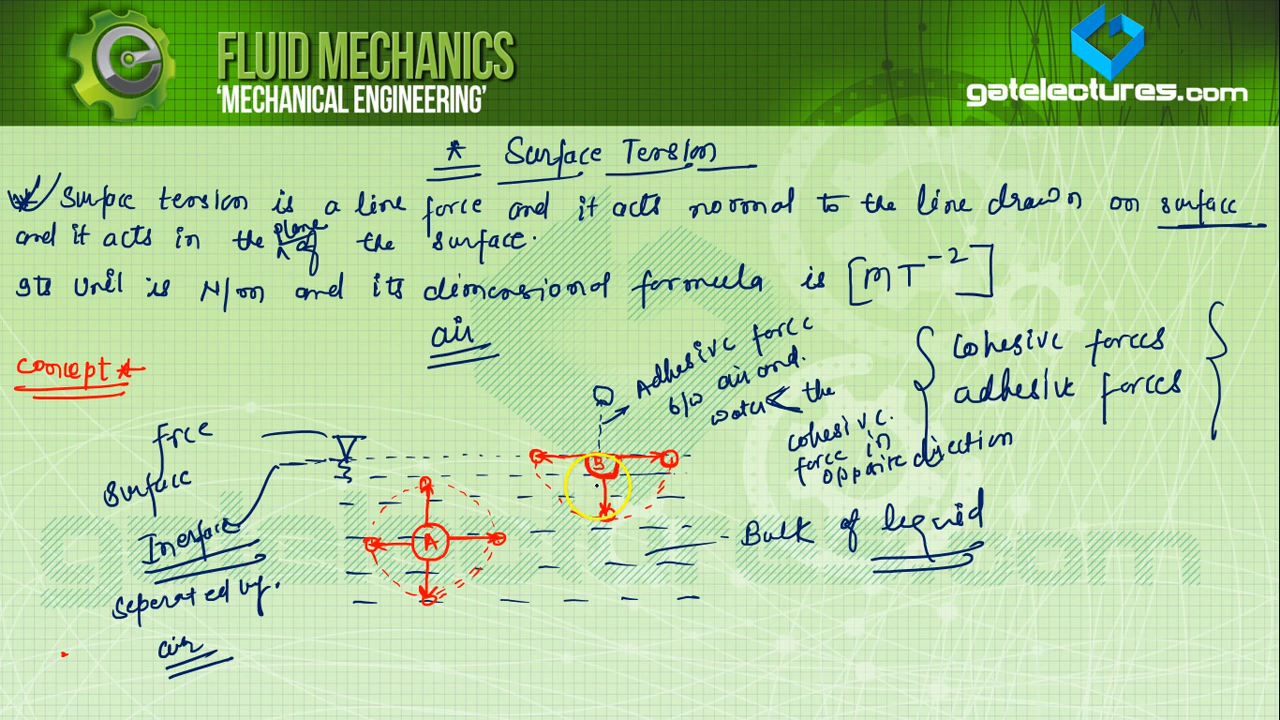 FLUID MECHANICS
'MECHANICAL ENGINEERING'
gatelectures.com
* Surface Tension
* Surface tension is a line force and it acts normal to the line drawn on surface
and it acts in the plane of the surface.
Its Unit is N/m and its dimensional formula is [MT⁻²]
air
concept *
Adhesive force
b/w air and
water < the
cohesive
force in
opposite direction
cohesive forces
adhesive forces
free
surface
Inerface
seperated by
air
A
B
Bulk of liquid